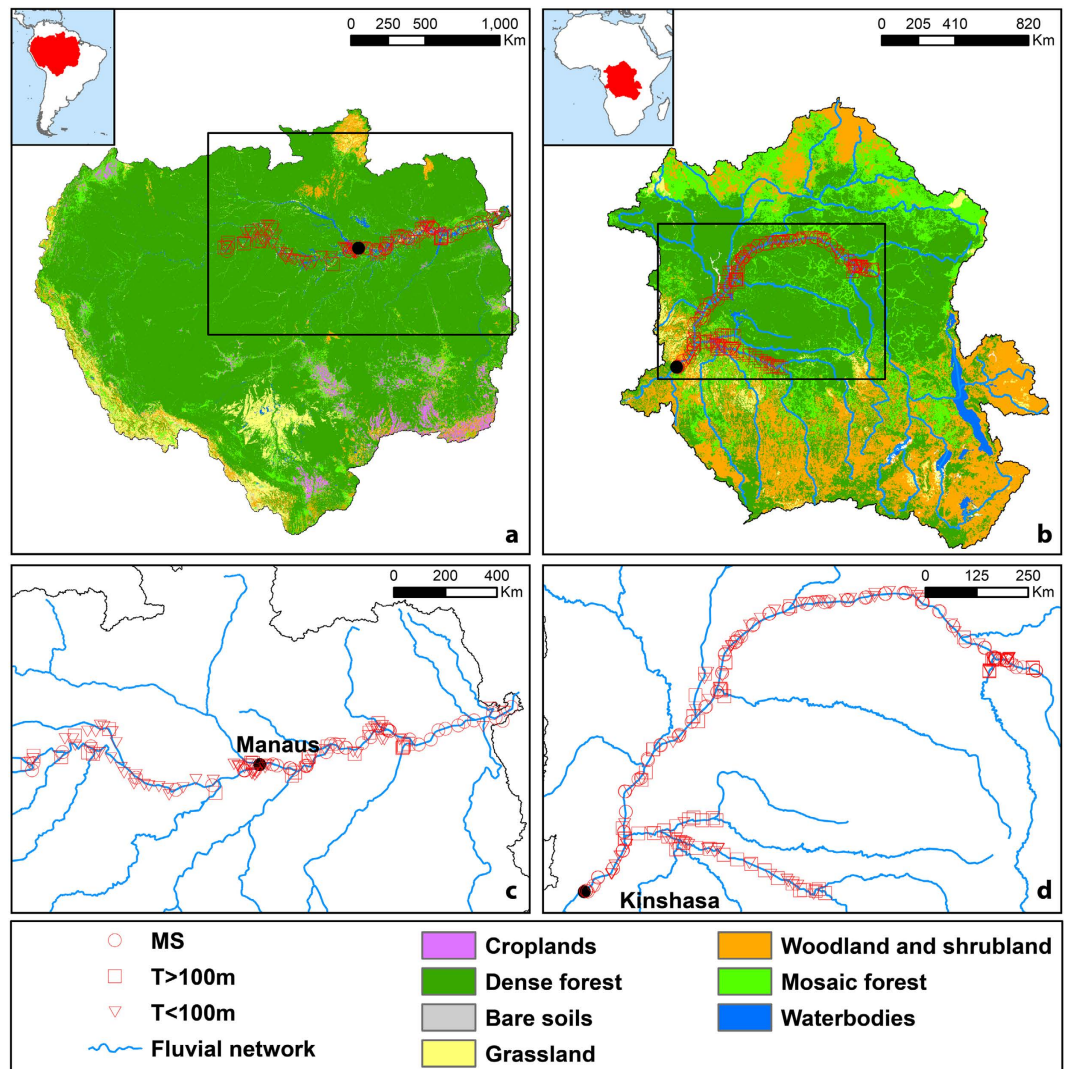 0 250 500 1,000
Km
a
0 205 410 820
Km
b
0 200 400
Km
Manaus
c
0 125 250
Km
Kinshasa
d
MS
T>100m
T<100m
Fluvial network
Croplands
Dense forest
Bare soils
Grassland
Woodland and shrubland
Mosaic forest
Waterbodies